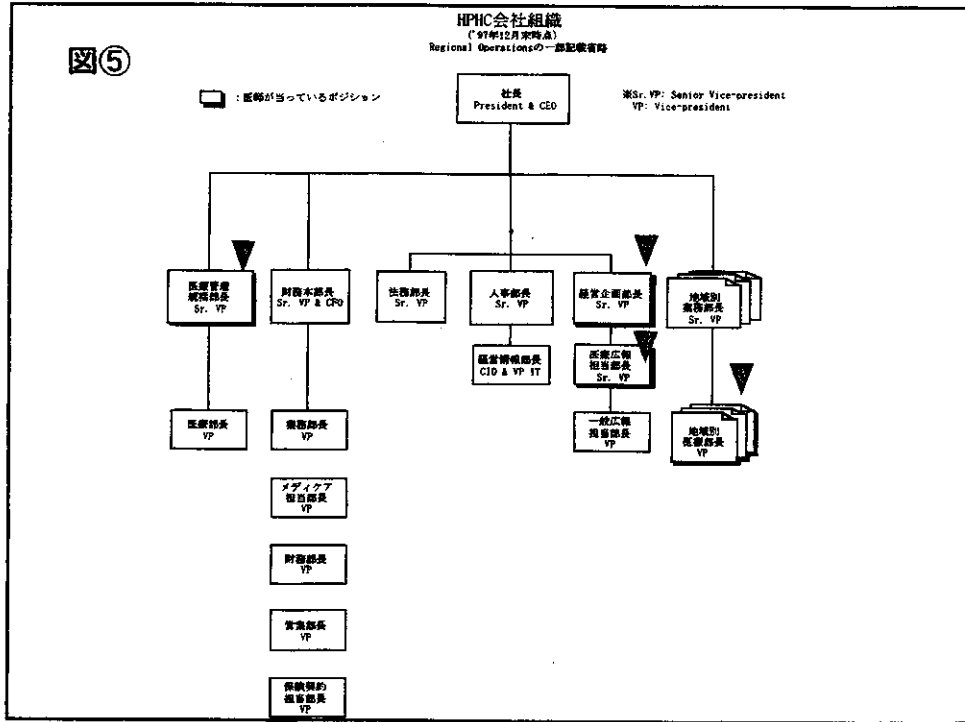 HPHC会社組織
('97年12月末時点)
Regional Operationsの一部記載省略
図⑤
:医師が当っているポジション
社長
President & CEO
※Sr. VP: Senior Vice-president
VP: Vice-president
医療管理
統括部長
Sr. VP
財務本部長
Sr. VP & CFO
法務部長
Sr. VP
人事部長
Sr. VP
経営企画部長
Sr. VP
地域別
業務部長
Sr. VP
経営情報部長
CIO & VP IT
医療広報
担当部長
Sr. VP
医療部長
VP
業務部長
VP
一般広報
担当部長
VP
地域別
医療部長
VP
メディケア
担当部長
VP
財務部長
VP
営業部長
VP
保険契約
担当部長
VP